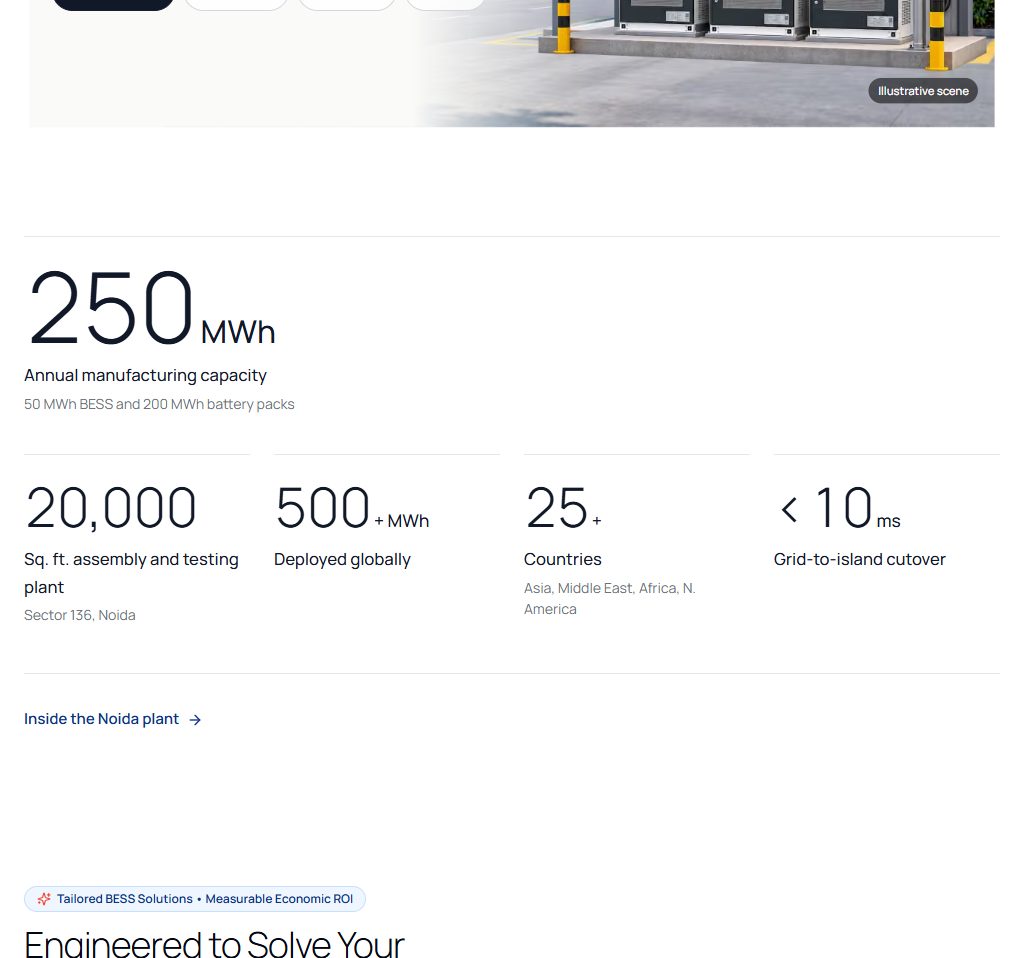 Illustrative scene
250 MWh
Annual manufacturing capacity
50 MWh BESS and 200 MWh battery packs
20,000
Sq. ft. assembly and testing
plant
Sector 136, Noida
500 + MWh
Deployed globally
25 +
Countries
Asia, Middle East, Africa, N.
America
< 10 ms
Grid-to-island cutover
Inside the Noida plant →
Tailored BESS Solutions • Measurable Economic ROI
Engineered to Solve Your